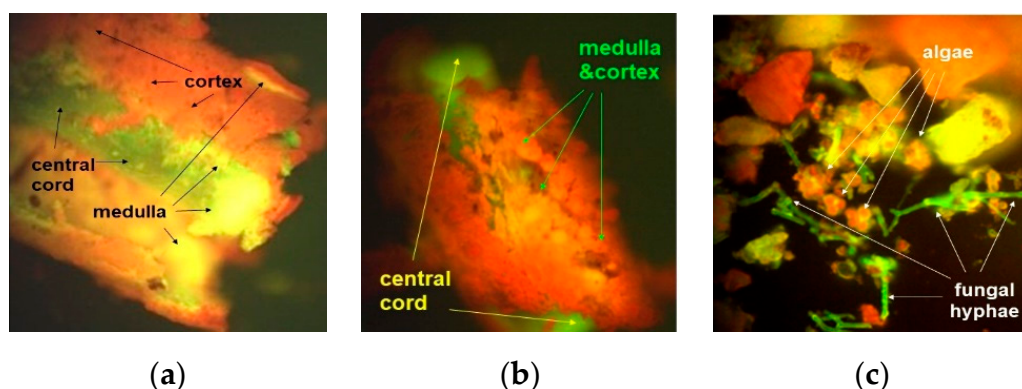 cortex
central
cord
medulla
(a)
medulla
&cortex
central
cord
(b)
algae
fungal
hyphae
(c)